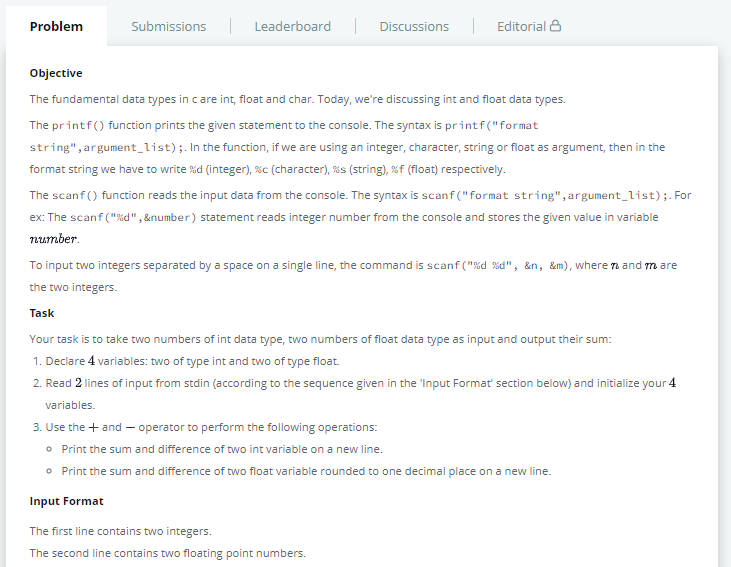 Problem Submissions Leaderboard Discussions Editorial
Objective
The fundamental data types in c are int, float and char. Today, we're discussing int and float data types.
The printf() function prints the given statement to the console. The syntax is printf("format
string",argument_list);. In the function, if we are using an integer, character, string or float as argument, then in the
format string we have to write %d (integer), %c (character), %s (string), %f (float) respectively.
The scanf() function reads the input data from the console. The syntax is scanf("format string",argument_list);. For
ex: The scanf("%d",&number) statement reads integer number from the console and stores the given value in variable
number.
To input two integers separated by a space on a single line, the command is scanf("%d %d", &n, &m), where n and m are
the two integers.
Task
Your task is to take two numbers of int data type, two numbers of float data type as input and output their sum:
1. Declare 4 variables: two of type int and two of type float.
2. Read 2 lines of input from stdin (according to the sequence given in the 'Input Format' section below) and initialize your 4
variables.
3. Use the + and − operator to perform the following operations:
Print the sum and difference of two int variable on a new line.
Print the sum and difference of two float variable rounded to one decimal place on a new line.
Input Format
The first line contains two integers.
The second line contains two floating point numbers.